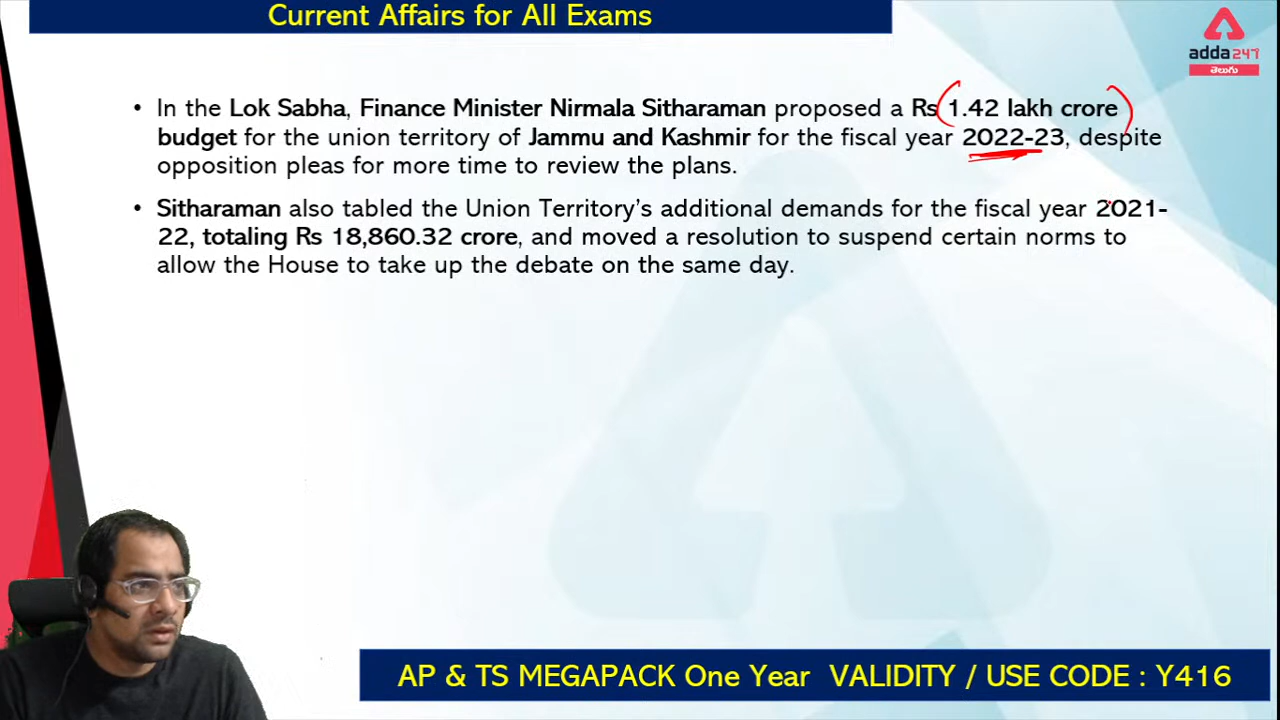 Current Affairs for All Exams
adda247
తెలుగు
• In the Lok Sabha, Finance Minister Nirmala Sitharaman proposed a Rs 1.42 lakh crore
budget for the union territory of Jammu and Kashmir for the fiscal year 2022-23, despite
opposition pleas for more time to review the plans.
• Sitharaman also tabled the Union Territory's additional demands for the fiscal year 2021-
22, totaling Rs 18,860.32 crore, and moved a resolution to suspend certain norms to
allow the House to take up the debate on the same day.
AP & TS MEGAPACK One Year VALIDITY / USE CODE : Y416